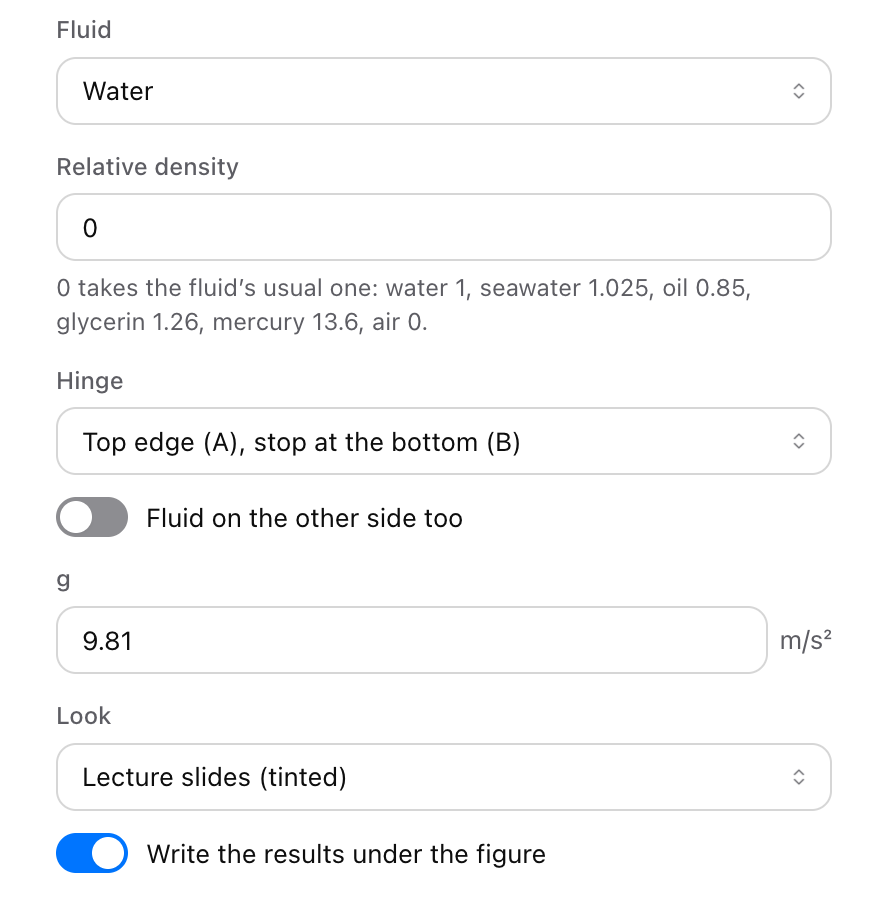 Fluid
Water
Relative density
0
0 takes the fluid’s usual one: water 1, seawater 1.025, oil 0.85,
glycerin 1.26, mercury 13.6, air 0.
Hinge
Top edge (A), stop at the bottom (B)
Fluid on the other side too
g
9.81 m/s²
Look
Lecture slides (tinted)
Write the results under the figure